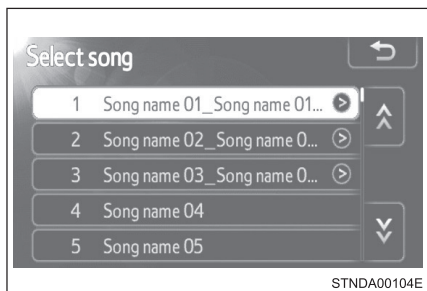 Select song
1 Song name 01_Song name 01...
2 Song name 02_Song name 0...
3 Song name 03_Song name 0...
4 Song name 04
5 Song name 05
STNDA00104E